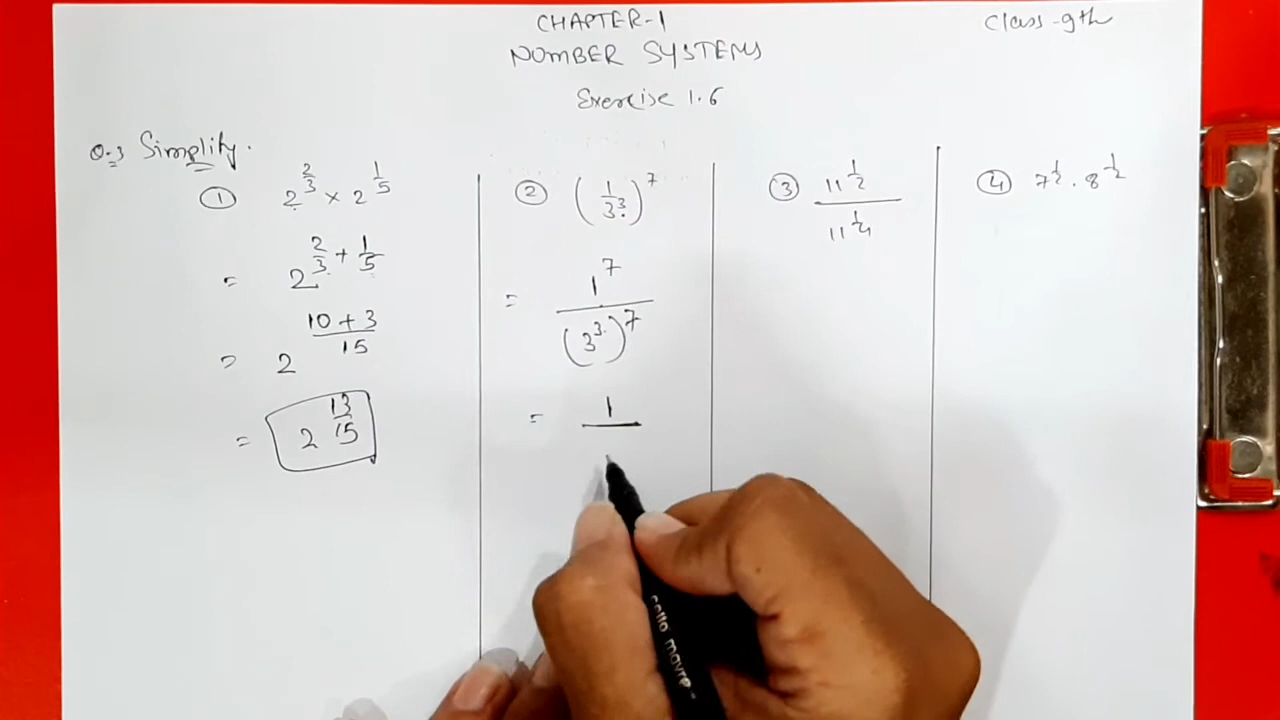 CHAPTER-1
Class-9th
NUMBER SYSTEMS
Exercise 1.6
Q.3 Simplify.
① 2^{2/3} × 2^{1/5}
= 2^{2/3 + 1/5}
= 2^{(10+3)/15}
= 2^{13/15}
② (1/3^3)^7
= 1^7/(3^3)^7
= 1/
③ 11^{1/2}/11^{1/4}
④ 7^{1/2} . 8^{1/2}
cello mavro